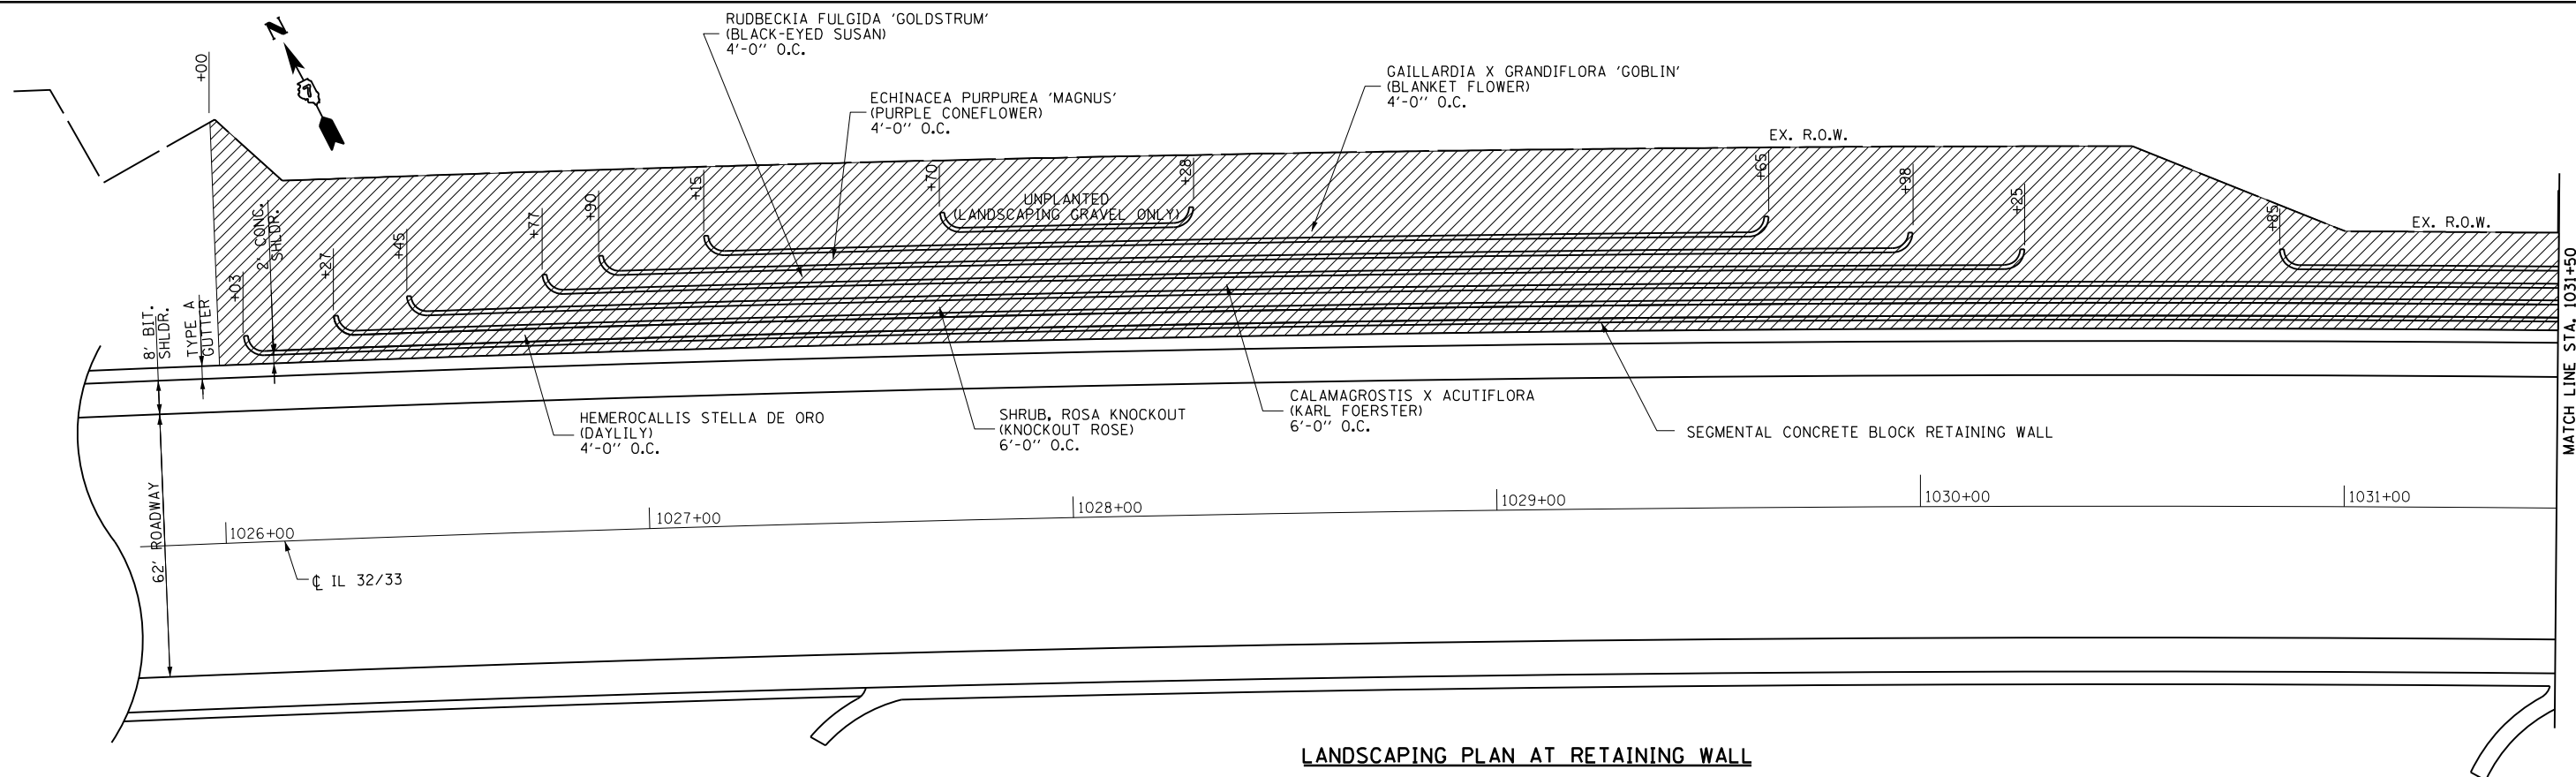 N
+00
RUDBECKIA FULGIDA 'GOLDSTRUM'
(BLACK-EYED SUSAN)
4'-0" O.C.
ECHINACEA PURPUREA 'MAGNUS'
(PURPLE CONEFLOWER)
4'-0" O.C.
GAILLARDIA X GRANDIFLORA 'GOBLIN'
(BLANKET FLOWER)
4'-0" O.C.
EX. R.O.W.
EX. R.O.W.
+03
+27
+45
+77
+90
+15
+70
+28
+65
+98
+25
+85
UNPLANTED
(LANDSCAPING GRAVEL ONLY)
2' CONC.
SHLDR.
8' BIT.
SHLDR.
TYPE A
GUTTER
62' ROADWAY
HEMEROCALLIS STELLA DE ORO
(DAYLILY)
4'-0" O.C.
SHRUB, ROSA KNOCKOUT
(KNOCKOUT ROSE)
6'-0" O.C.
CALAMAGROSTIS X ACUTIFLORA
(KARL FOERSTER)
6'-0" O.C.
SEGMENTAL CONCRETE BLOCK RETAINING WALL
MATCH LINE STA. 1031+50
1026+00
1027+00
1028+00
1029+00
1030+00
1031+00
℄ IL 32/33
LANDSCAPING PLAN AT RETAINING WALL